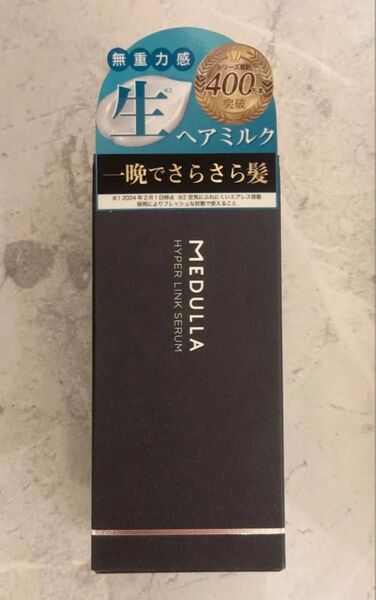 無重力感
シリーズ累計
400万本
突破
生※2
ヘアミルク
一晩でさらさら髪
※1 2024年2月1日時点 ※2 空気にふれにくいエアレス容器
採用によりフレッシュな状態で使えること
MEDULLA
HYPER LINK SERUM